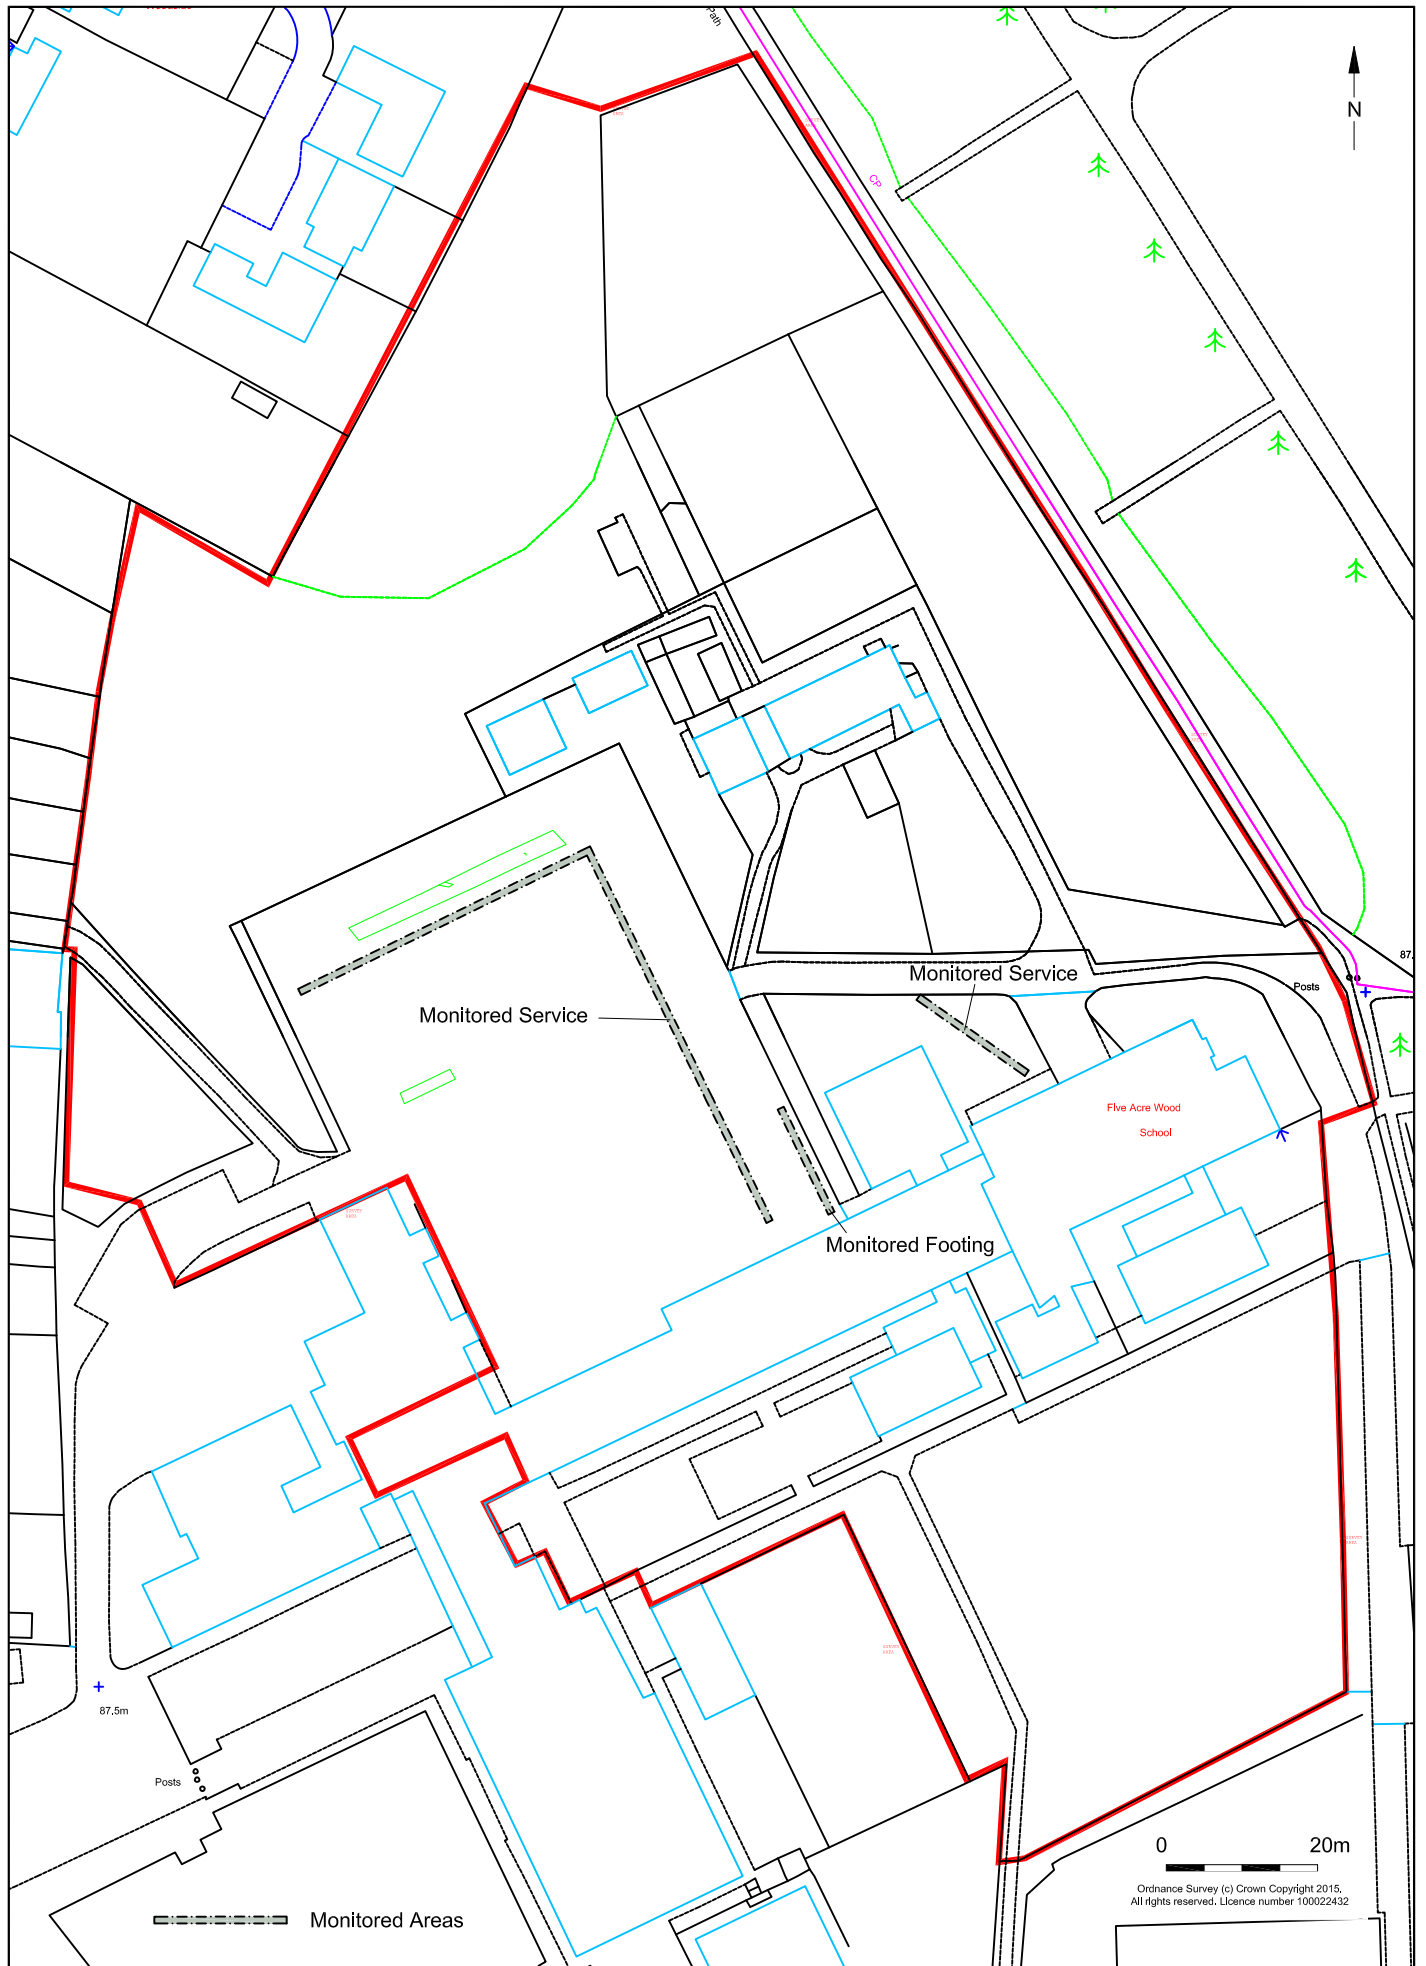 Path
N
CP
Monitored Service
87.
Posts
Monitored Service
Five Acre Wood
School
Monitored Footing
87.5m
Posts
0 20m
Ordnance Survey (c) Crown Copyright 2015.
All rights reserved. Licence number 100022432
Monitored Areas